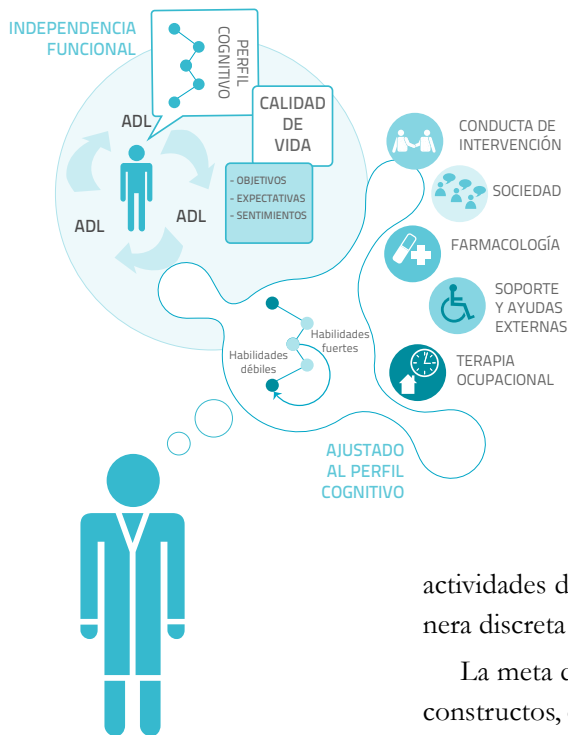 INDEPENDENCIA
FUNCIONAL
PERFIL
COGNITIVO
CALIDAD
DE
VIDA
- OBJETIVOS
- EXPECTATIVAS
- SENTIMIENTOS
ADL
ADL
ADL
CONDUCTA DE
INTERVENCIÓN
SOCIEDAD
FARMACOLOGÍA
SOPORTE
Y AYUDAS
EXTERNAS
TERAPIA
OCUPACIONAL
Habilidades
fuertes
Habilidades
débiles
AJUSTADO
AL PERFIL
COGNITIVO
actividades d
nera discreta
La meta
constructos,